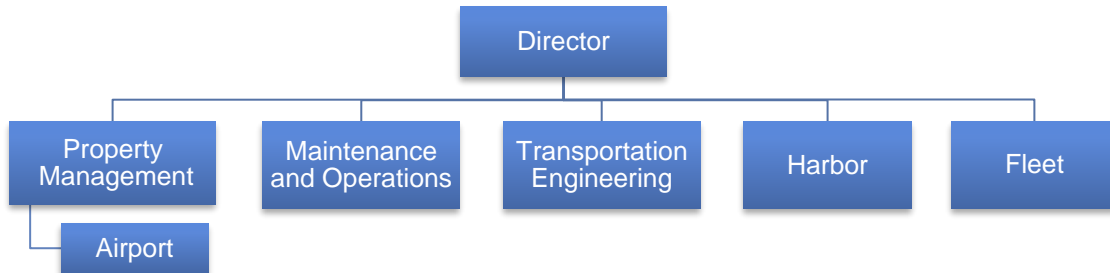 Director
Property
Management
Maintenance
and Operations
Transportation
Engineering
Harbor
Fleet
Airport